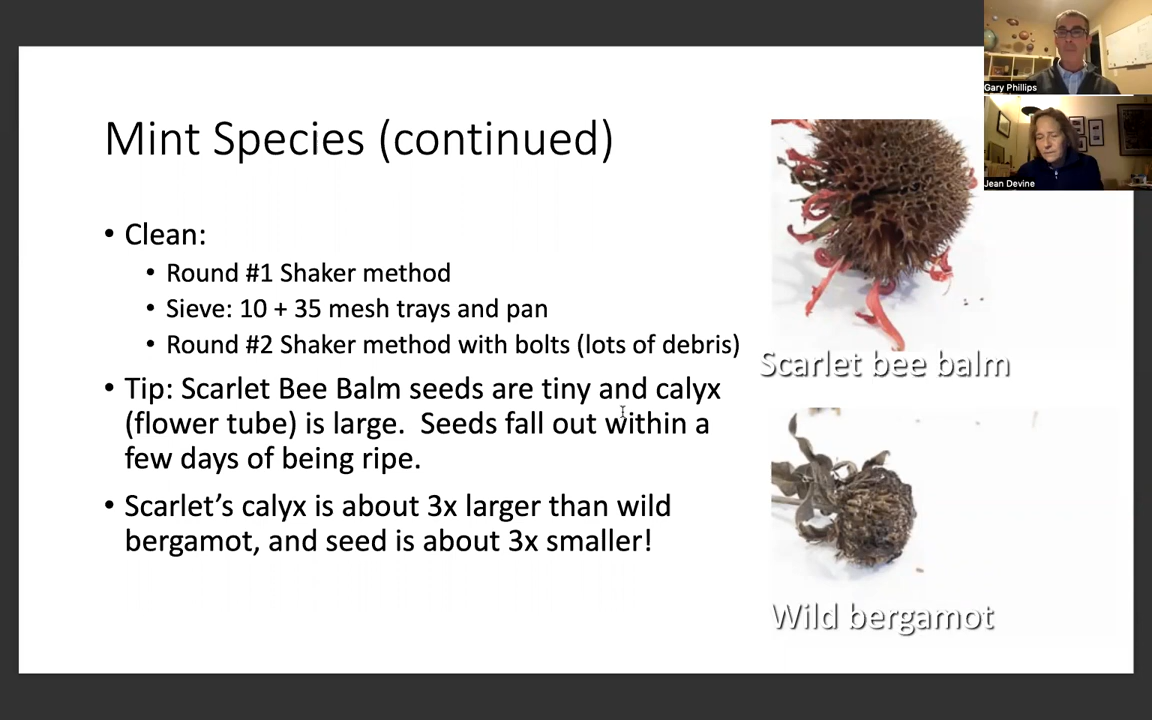 Gary Phillips
Jean Devine
Mint Species (continued)
• Clean:
• Round #1 Shaker method
• Sieve: 10 + 35 mesh trays and pan
• Round #2 Shaker method with bolts (lots of debris)
• Tip: Scarlet Bee Balm seeds are tiny and calyx
(flower tube) is large.  Seeds fall out within a
few days of being ripe.
• Scarlet’s calyx is about 3x larger than wild
bergamot, and seed is about 3x smaller!
Scarlet bee balm
Wild bergamot